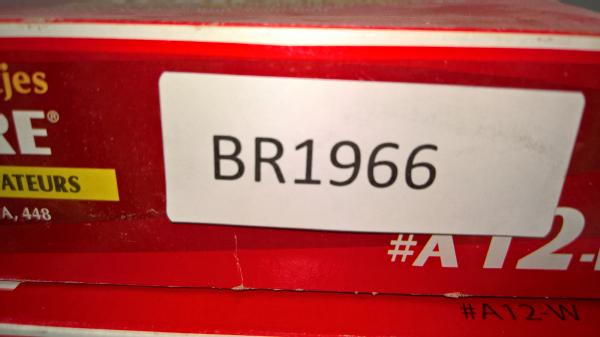 jes
RE®
ATEURS
A, 448
BR1966
#A12-
#A12-W